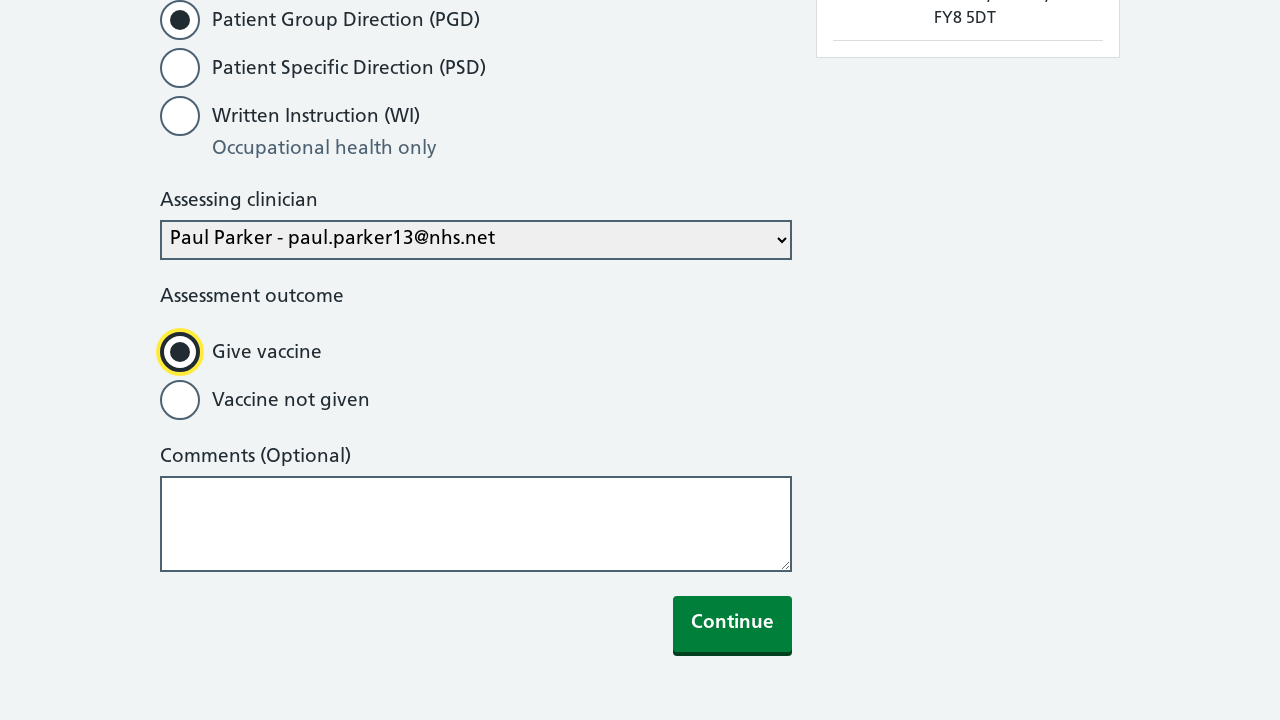 Patient Group Direction (PGD)
FY8 5DT
Patient Specific Direction (PSD)
Written Instruction (WI)
Occupational health only
Assessing clinician
Paul Parker - paul.parker13@nhs.net
Assessment outcome
Give vaccine
Vaccine not given
Comments (Optional)
Continue